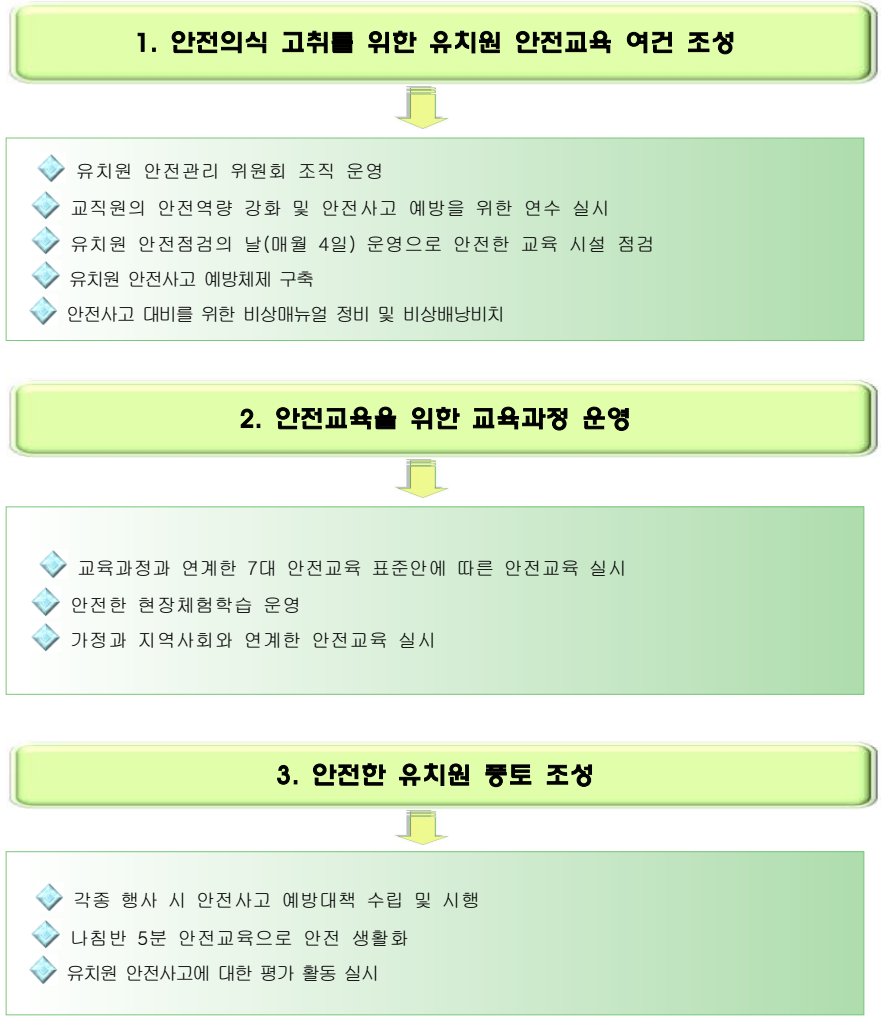 1. 안전의식 고취를 위한 유치원 안전교육 여건 조성
유치원 안전관리 위원회 조직 운영
교직원의 안전역량 강화 및 안전사고 예방을 위한 연수 실시
유치원 안전점검의 날(매월 4일) 운영으로 안전한 교육 시설 점검
유치원 안전사고 예방체제 구축
안전사고 대비를 위한 비상매뉴얼 정비 및 비상배낭비치
2. 안전교육을 위한 교육과정 운영
교육과정과 연계한 7대 안전교육 표준안에 따른 안전교육 실시
안전한 현장체험학습 운영
가정과 지역사회와 연계한 안전교육 실시
3. 안전한 유치원 풍토 조성
각종 행사 시 안전사고 예방대책 수립 및 시행
나침반 5분 안전교육으로 안전 생활화
유치원 안전사고에 대한 평가 활동 실시